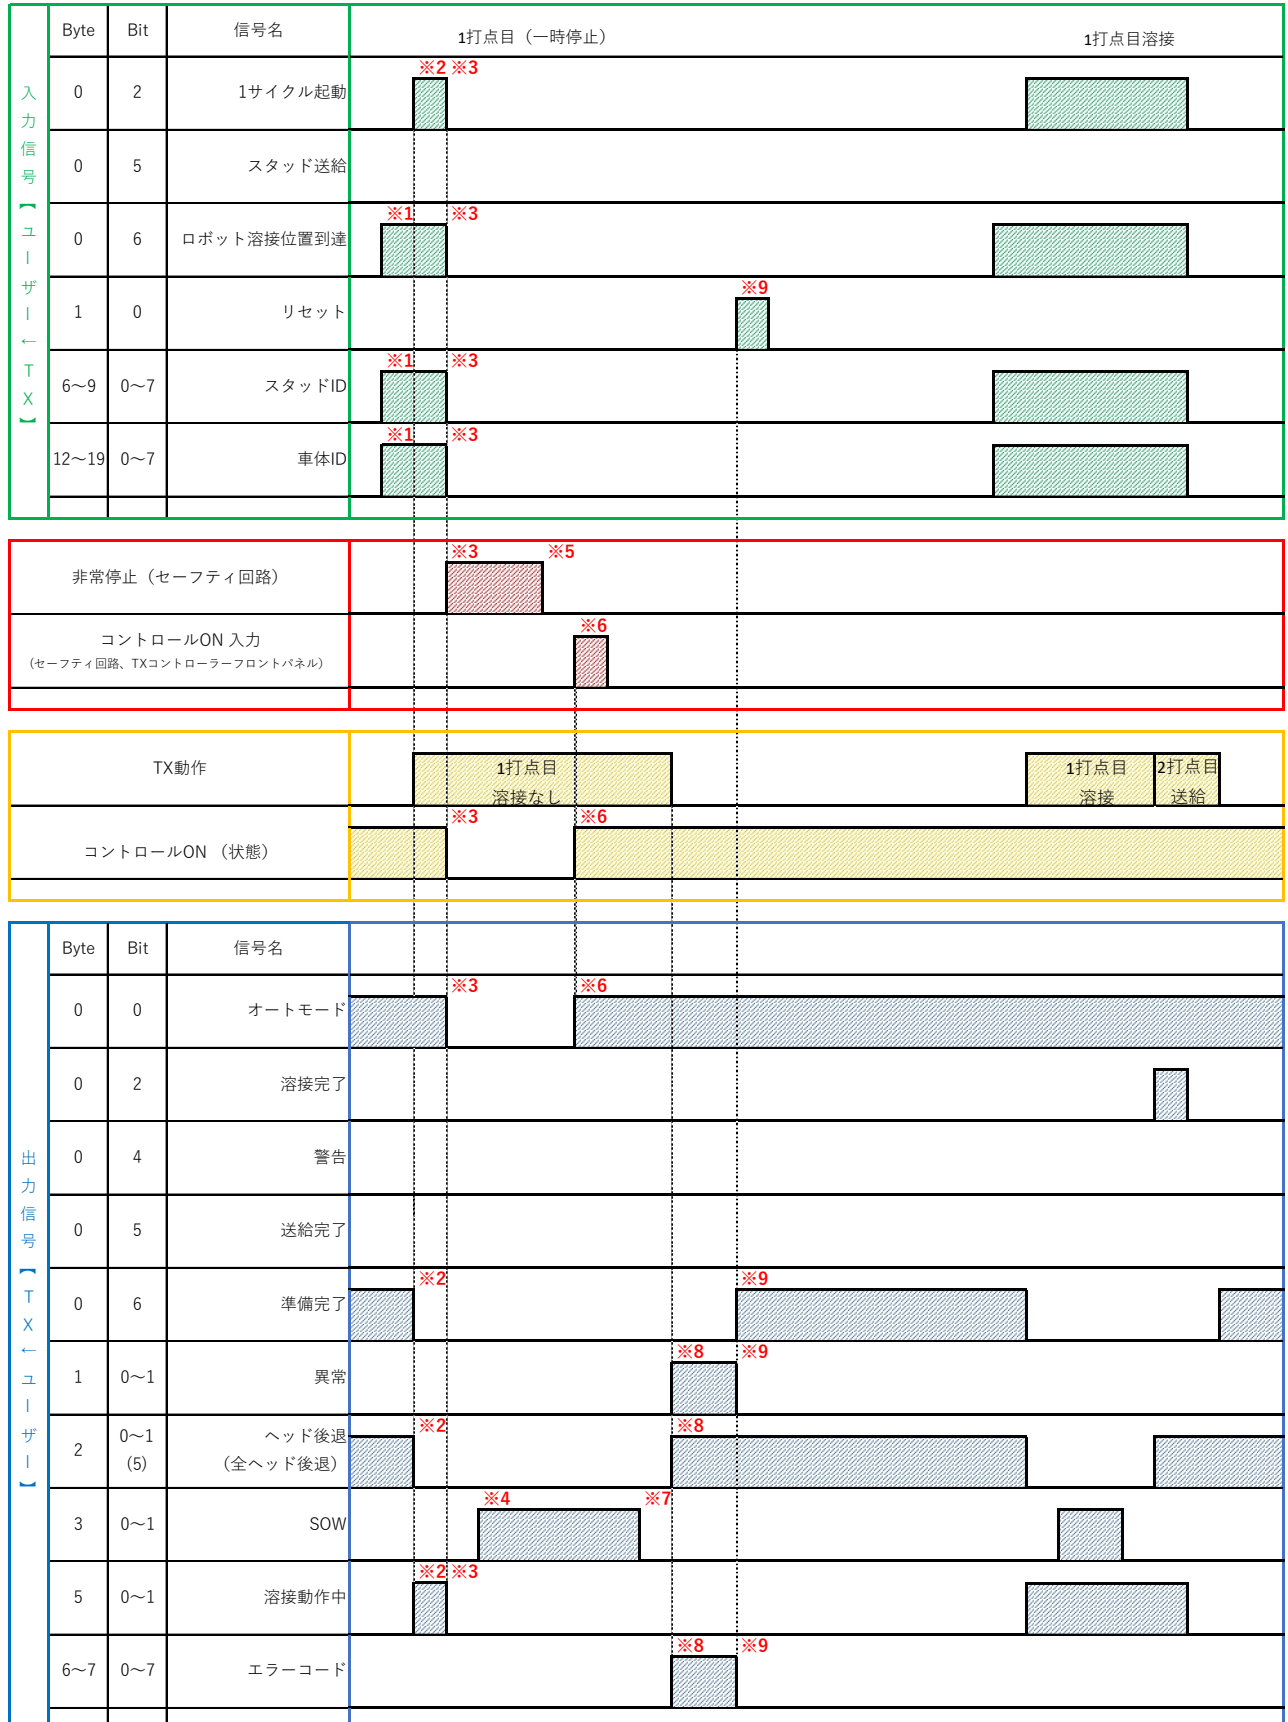 入力信号【ユーザー←TX】
Byte Bit 信号名 1打点目（一時停止） 1打点目溶接
※2 ※3
0 2 1サイクル起動
0 5 スタッド送給
※1 ※3
0 6 ロボット溶接位置到達
※9
1 0 リセット
※1 ※3
6～9 0～7 スタッドID
※1 ※3
12～19 0～7 車体ID
※3 ※5
非常停止（セーフティ回路）
※6
コントロールON 入力
（セーフティ回路、TXコントローラーフロントパネル）
TX動作 1打点目 1打点目 2打点目
溶接なし 溶接 送給
※3 ※6
コントロールON （状態）
出力信号【TX←ユーザー】
Byte Bit 信号名
※3 ※6
0 0 オートモード
0 2 溶接完了
0 4 警告
0 5 送給完了
※2 ※9
0 6 準備完了
※8 ※9
1 0～1 異常
※2 ※8
2 0～1 ヘッド後退
(5) （全ヘッド後退）
※4 ※7
3 0～1 SOW
※2 ※3
5 0～1 溶接動作中
※8 ※9
6～7 0～7 エラーコード